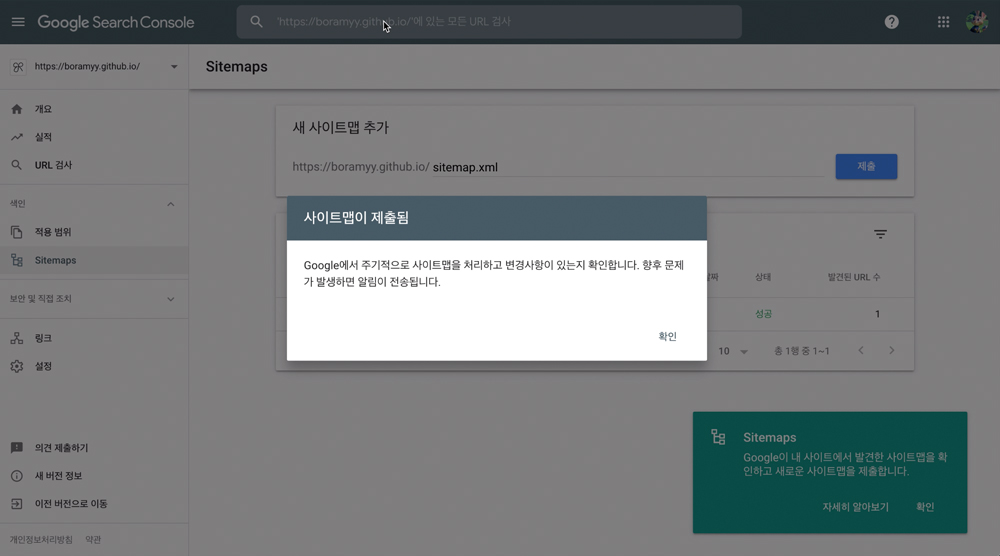 Google Search Console
'https://boramyy.github.io/'에 있는 모든 URL 검사
https://boramyy.github.io/
Sitemaps
개요
실적
URL 검사
색인
적용 범위
Sitemaps
보안 및 직접 조치
링크
설정
의견 제출하기
새 버전 정보
이전 버전으로 이동
개인정보처리방침 약관
새 사이트맵 추가
https://boramyy.github.io/ sitemap.xml
제출
사이트맵이 제출됨
Google에서 주기적으로 사이트맵을 처리하고 변경사항이 있는지 확인합니다. 향후 문제
가 발생하면 알림이 전송됩니다.
확인
상태 발견된 URL 수
성공 1
10 총 1행 중 1~1
Sitemaps
Google이 내 사이트에서 발견한 사이트맵을 확
인하고 새로운 사이트맵을 제출합니다.
자세히 알아보기 확인